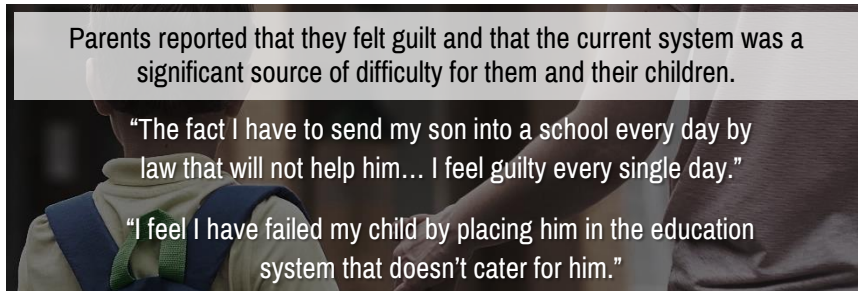 Parents reported that they felt guilt and that the current system was a
significant source of difficulty for them and their children.
“The fact I have to send my son into a school every day by
law that will not help him… I feel guilty every single day.”
“I feel I have failed my child by placing him in the education
system that doesn’t cater for him.”